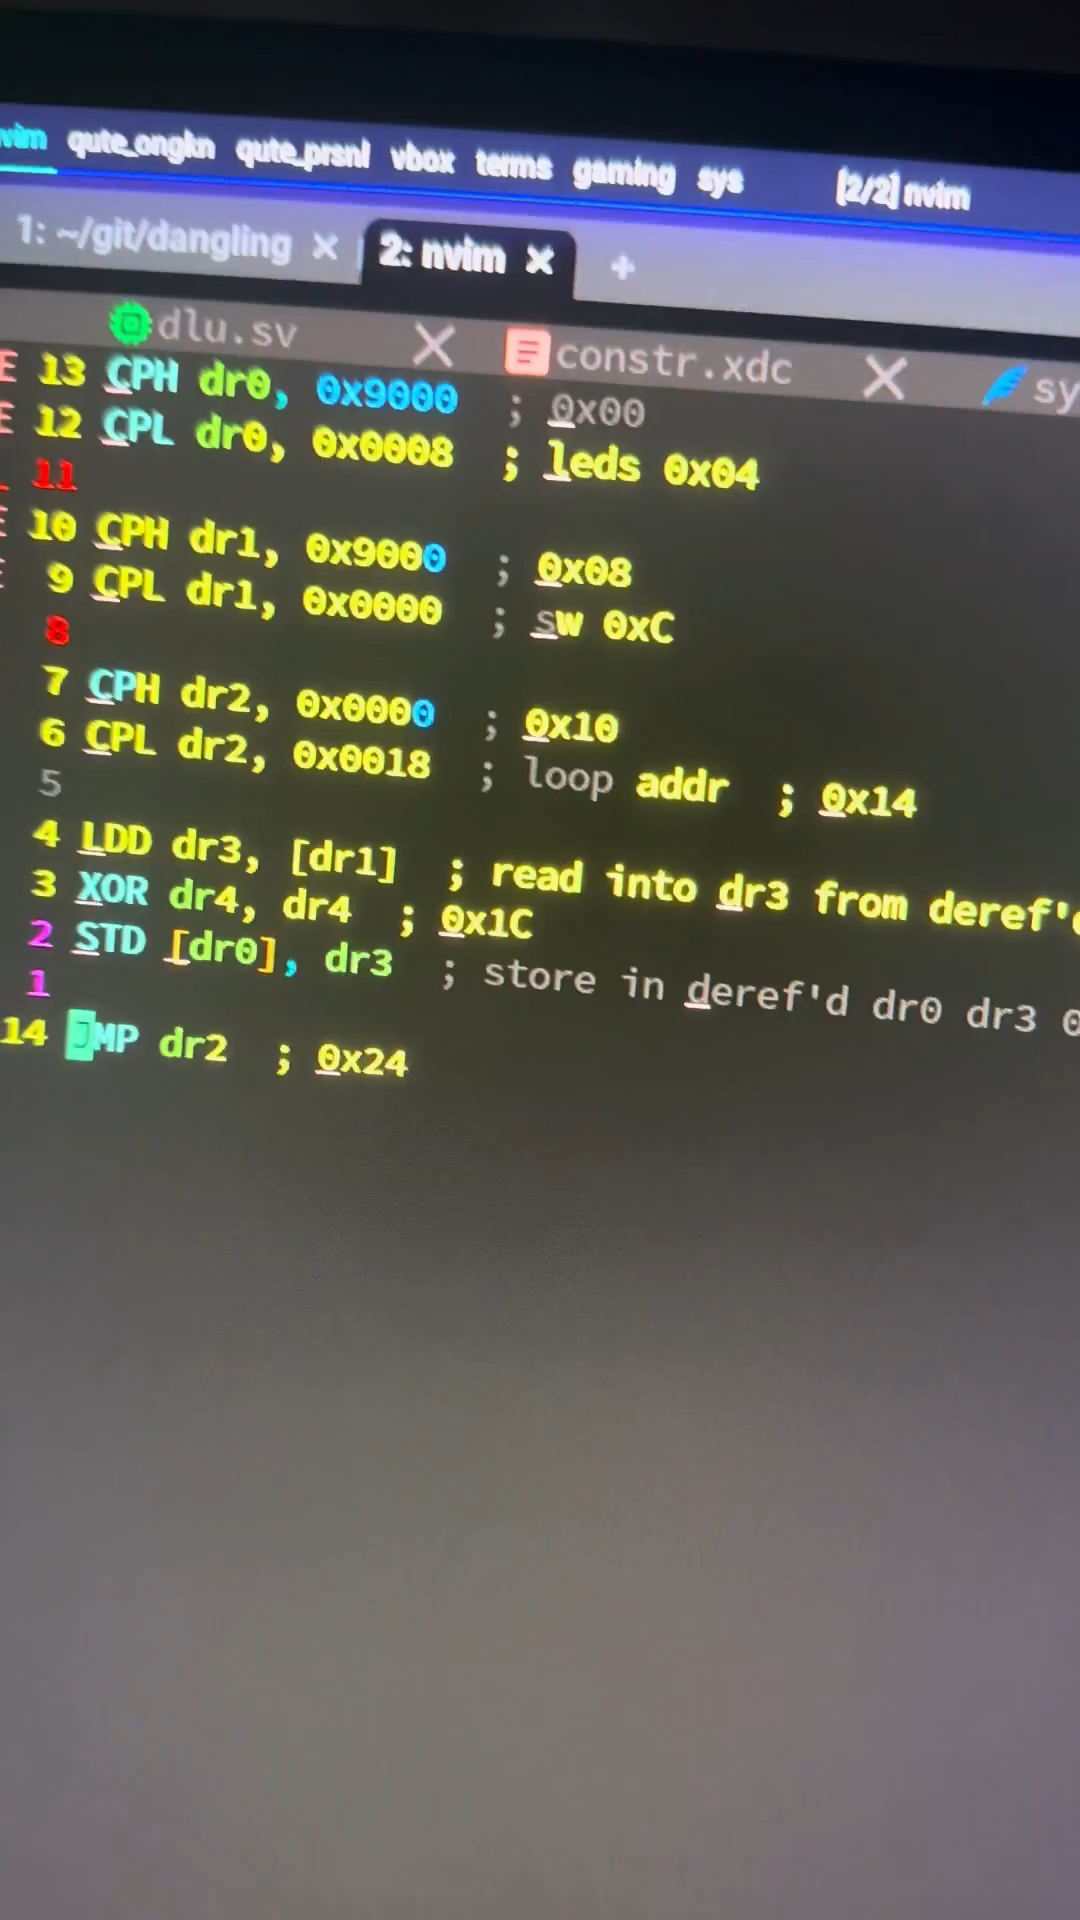 nvim qute_ongkn qute_prsnl vbox terms gaming sys [2/2] nvim
1: ~/git/dangling × 2: nvim × +
dlu.sv × constr.xdc × sy
E 13 CPH dr0, 0x9000 ; 0x00
E 12 CPL dr0, 0x0008 ; leds 0x04
11
E 10 CPH dr1, 0x9000 ; 0x08
E 9 CPL dr1, 0x0000 ; sw 0xC
8
7 CPH dr2, 0x0000 ; 0x10
6 CPL dr2, 0x0018 ; loop addr ; 0x14
5
4 LDD dr3, [dr1] ; read into dr3 from deref'd
3 XOR dr4, dr4 ; 0x1C
2 STD [dr0], dr3 ; store in deref'd dr0 dr3 0
1
14 JMP dr2 ; 0x24